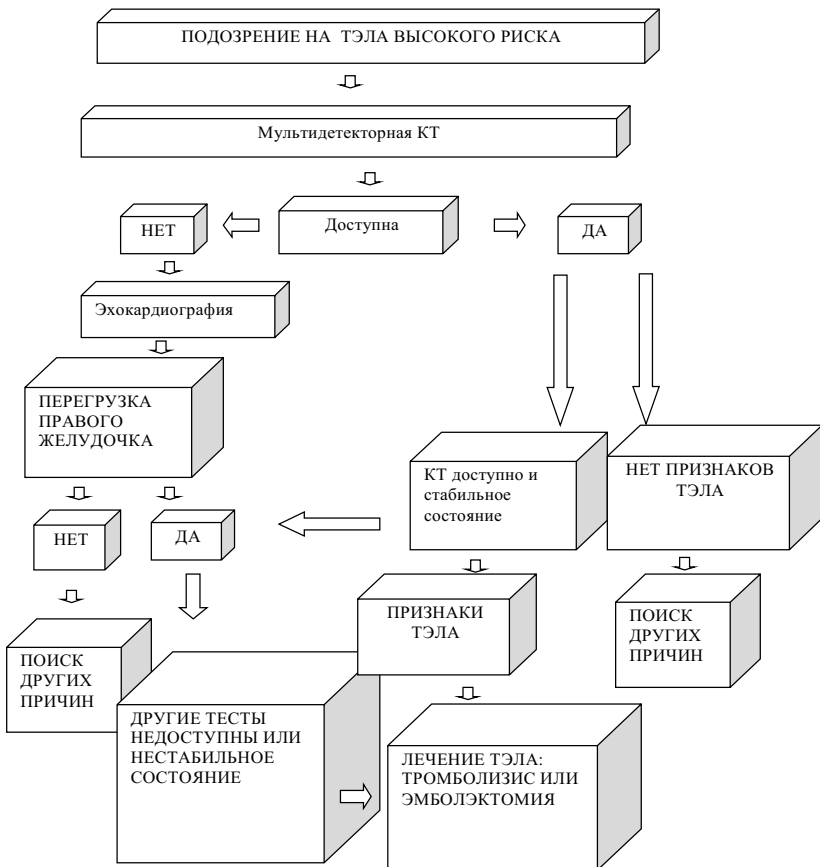 ПОДОЗРЕНИЕ НА ТЭЛА ВЫСОКОГО РИСКА
Мультидетекторная КТ
НЕТ
Доступна
ДА
Эхокардиография
ПЕРЕГРУЗКА
ПРАВОГО
ЖЕЛУДОЧКА
КТ доступно и
стабильное
состояние
НЕТ ПРИЗНАКОВ
ТЭЛА
НЕТ
ДА
ПРИЗНАКИ
ТЭЛА
ПОИСК
ДРУГИХ
ПРИЧИН
ПОИСК
ДРУГИХ
ПРИЧИН
ДРУГИЕ ТЕСТЫ
НЕДОСТУПНЫ ИЛИ
НЕСТАБИЛЬНОЕ
СОСТОЯНИЕ
ЛЕЧЕНИЕ ТЭЛА:
ТРОМБОЛИЗИС ИЛИ
ЭМБОЛЭКТОМИЯ